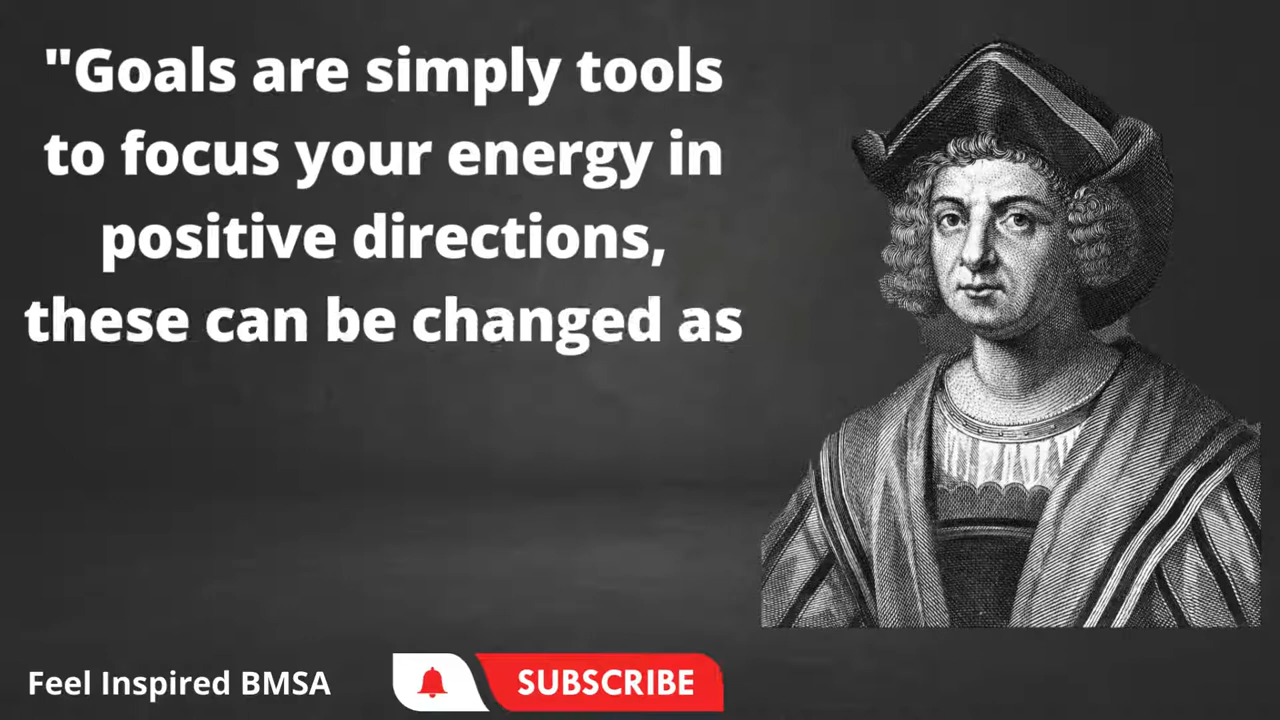 "Goals are simply tools
to focus your energy in
positive directions,
these can be changed as
Feel Inspired BMSA
SUBSCRIBE